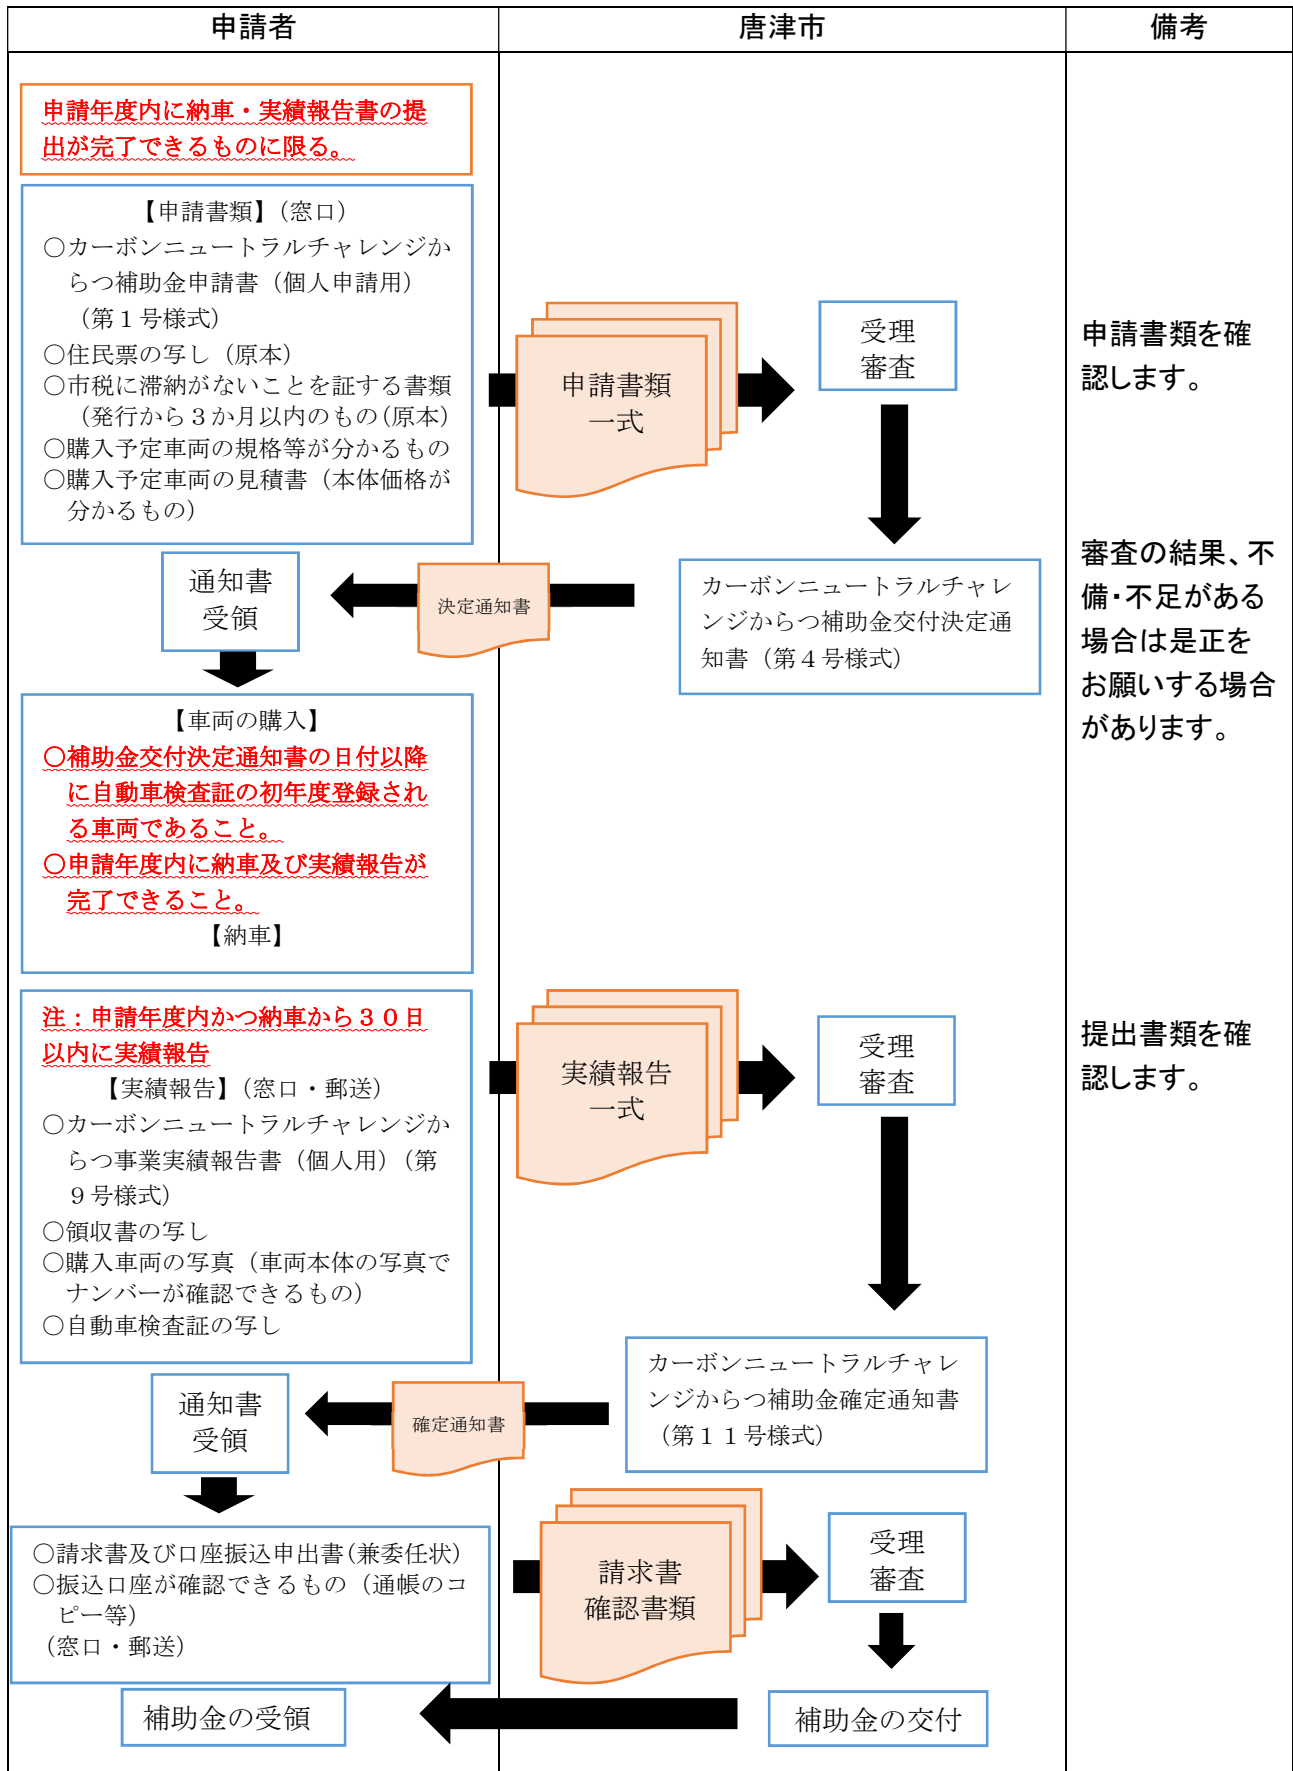 申請者
唐津市
備考
申請年度内に納車・実績報告書の提
出が完了できるものに限る。
【申請書類】（窓口）
○カーボンニュートラルチャレンジか
らつ補助金申請書（個人申請用）
（第１号様式）
○住民票の写し（原本）
○市税に滞納がないことを証する書類
（発行から３か月以内のもの(原本)
○購入予定車両の規格等が分かるもの
○購入予定車両の見積書（本体価格が
分かるもの）
申請書類
一式
受理
審査
申請書類を確
認します。
通知書
受領
決定通知書
カーボンニュートラルチャレ
ンジからつ補助金交付決定通
知書（第４号様式）
審査の結果、不
備・不足がある
場合は是正を
お願いする場合
があります。
【車両の購入】
○補助金交付決定通知書の日付以降
に自動車検査証の初年度登録され
る車両であること。
○申請年度内に納車及び実績報告が
完了できること。
【納車】
注：申請年度内かつ納車から３０日
以内に実績報告
【実績報告】（窓口・郵送）
○カーボンニュートラルチャレンジか
らつ事業実績報告書（個人用）（第
９号様式）
○領収書の写し
○購入車両の写真（車両本体の写真で
ナンバーが確認できるもの）
○自動車検査証の写し
実績報告
一式
受理
審査
提出書類を確
認します。
通知書
受領
確定通知書
カーボンニュートラルチャレ
ンジからつ補助金確定通知書
（第１１号様式）
○請求書及び口座振込申出書(兼委任状)
○振込口座が確認できるもの（通帳のコ
ピー等）
（窓口・郵送）
請求書
確認書類
受理
審査
補助金の受領
補助金の交付